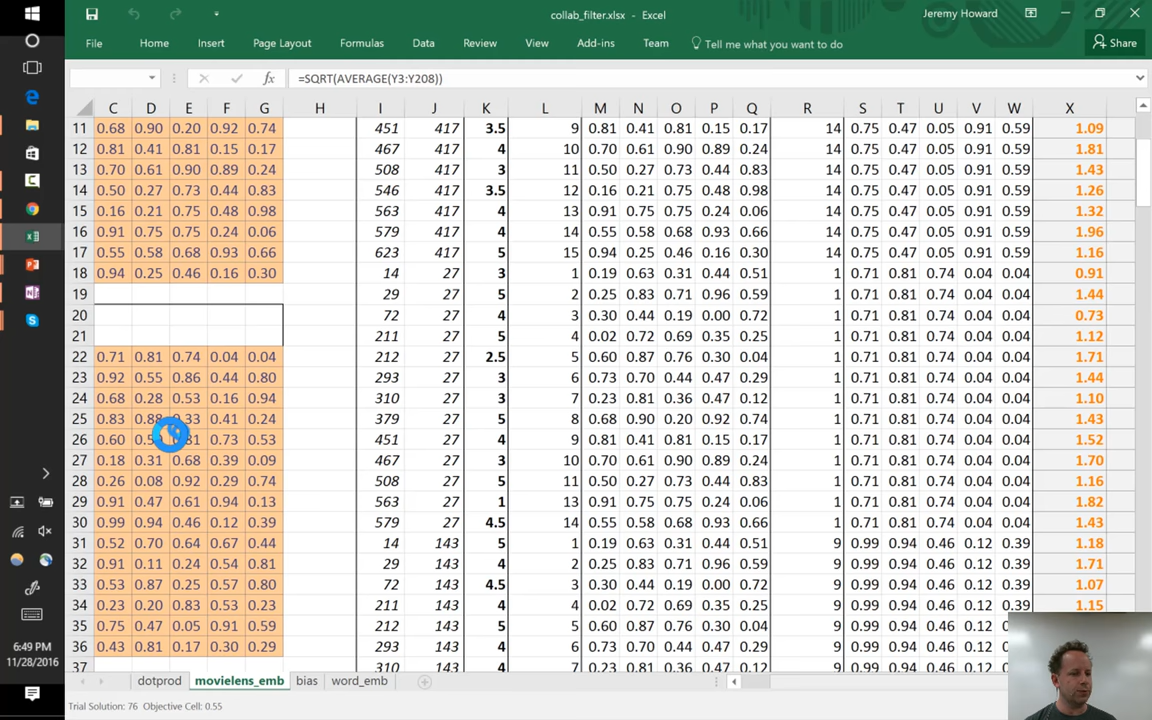 collab_filter.xlsx - Excel
Jeremy Howard
File Home Insert Page Layout Formulas Data Review View Add-ins Team Tell me what you want to do Share
fx =SQRT(AVERAGE(Y3:Y208))
C D E F G H I J K L M N O P Q R S T U V W X
11 0.68 0.90 0.20 0.92 0.74 451 417 3.5 9 0.81 0.41 0.81 0.15 0.17 14 0.75 0.47 0.05 0.91 0.59 1.09
12 0.81 0.41 0.81 0.15 0.17 467 417 4 10 0.70 0.61 0.90 0.89 0.24 14 0.75 0.47 0.05 0.91 0.59 1.81
13 0.70 0.61 0.90 0.89 0.24 508 417 3 11 0.50 0.27 0.73 0.44 0.83 14 0.75 0.47 0.05 0.91 0.59 1.43
14 0.50 0.27 0.73 0.44 0.83 546 417 3.5 12 0.16 0.21 0.75 0.48 0.98 14 0.75 0.47 0.05 0.91 0.59 1.26
15 0.16 0.21 0.75 0.48 0.98 563 417 4 13 0.91 0.75 0.75 0.24 0.06 14 0.75 0.47 0.05 0.91 0.59 1.32
16 0.91 0.75 0.75 0.24 0.06 579 417 4 14 0.55 0.58 0.68 0.93 0.66 14 0.75 0.47 0.05 0.91 0.59 1.96
17 0.55 0.58 0.68 0.93 0.66 623 417 5 15 0.94 0.25 0.46 0.16 0.30 14 0.75 0.47 0.05 0.91 0.59 1.16
18 0.94 0.25 0.46 0.16 0.30 14 27 3 1 0.19 0.63 0.31 0.44 0.51 1 0.71 0.81 0.74 0.04 0.04 0.91
19 29 27 5 2 0.25 0.83 0.71 0.96 0.59 1 0.71 0.81 0.74 0.04 0.04 1.44
20 72 27 4 3 0.30 0.44 0.19 0.00 0.72 1 0.71 0.81 0.74 0.04 0.04 0.73
21 211 27 5 4 0.02 0.72 0.69 0.35 0.25 1 0.71 0.81 0.74 0.04 0.04 1.12
22 0.71 0.81 0.74 0.04 0.04 212 27 2.5 5 0.60 0.87 0.76 0.30 0.04 1 0.71 0.81 0.74 0.04 0.04 1.71
23 0.92 0.55 0.86 0.44 0.80 293 27 3 6 0.73 0.70 0.44 0.47 0.29 1 0.71 0.81 0.74 0.04 0.04 1.44
24 0.68 0.28 0.53 0.16 0.94 310 27 3 7 0.23 0.81 0.36 0.47 0.12 1 0.71 0.81 0.74 0.04 0.04 1.10
25 0.83 0.88 0.33 0.41 0.24 379 27 5 8 0.68 0.90 0.20 0.92 0.74 1 0.71 0.81 0.74 0.04 0.04 1.43
26 0.60 0.73 0.53 451 27 4 9 0.81 0.41 0.81 0.15 0.17 1 0.71 0.81 0.74 0.04 0.04 1.52
27 0.18 0.31 0.68 0.39 0.09 467 27 3 10 0.70 0.61 0.90 0.89 0.24 1 0.71 0.81 0.74 0.04 0.04 1.70
28 0.26 0.08 0.92 0.29 0.74 508 27 5 11 0.50 0.27 0.73 0.44 0.83 1 0.71 0.81 0.74 0.04 0.04 1.16
29 0.91 0.47 0.61 0.94 0.13 563 27 1 13 0.91 0.75 0.75 0.24 0.06 1 0.71 0.81 0.74 0.04 0.04 1.82
30 0.99 0.94 0.46 0.12 0.39 579 27 4.5 14 0.55 0.58 0.68 0.93 0.66 1 0.71 0.81 0.74 0.04 0.04 1.43
31 0.52 0.70 0.64 0.67 0.44 14 143 5 1 0.19 0.63 0.31 0.44 0.51 9 0.99 0.94 0.46 0.12 0.39 1.18
32 0.91 0.11 0.24 0.54 0.81 29 143 4 2 0.25 0.83 0.71 0.96 0.59 9 0.99 0.94 0.46 0.12 0.39 1.71
33 0.53 0.87 0.25 0.57 0.80 72 143 4.5 3 0.30 0.44 0.19 0.00 0.72 9 0.99 0.94 0.46 0.12 0.39 1.07
34 0.23 0.20 0.83 0.53 0.23 211 143 4 4 0.02 0.72 0.69 0.35 0.25 9 0.99 0.94 0.46 0.12 0.39 1.15
35 0.75 0.47 0.05 0.91 0.59 212 143 5 5 0.60 0.87 0.76 0.30 0.04 9 0.99 0.94 0.46 0.12
36 0.43 0.81 0.17 0.30 0.29 293 143 4 6 0.73 0.70 0.44 0.47 0.29 9 0.99 0.94 0.46 0.12
37 310 143 4 7 0.23 0.81 0.36 0.47 0.12 9 0.99 0.94 0.46 0.12
dotprod movielens_emb bias word_emb
Trial Solution: 76 Objective Cell: 0.55
6:49 PM
11/28/2016